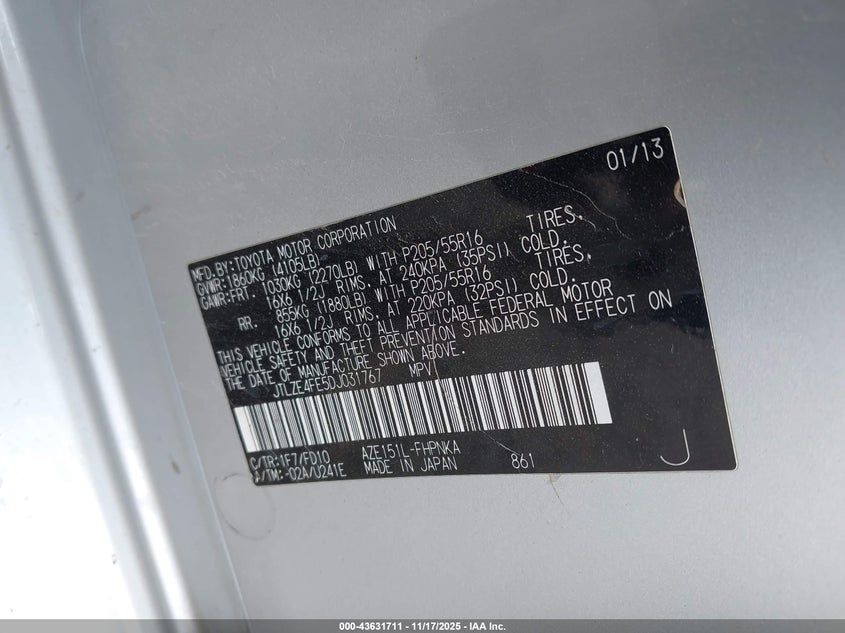 01/13
MFD.BY:TOYOTA MOTOR CORPORATION
GVWR:1860KG (4105LB)
GAWR:FRT. 1030KG (2270LB) WITH P205/55R16 TIRES.
16X6 1/2J RIMS. AT 240KPA (35PSI) COLD.
RR. 855KG (1880LB) WITH P205/55R16 TIRES.
16X6 1/2J RIMS. AT 220KPA (32PSI) COLD.
THIS VEHICLE CONFORMS TO ALL APPLICABLE FEDERAL MOTOR
VEHICLE SAFETY AND THEFT PREVENTION STANDARDS IN EFFECT ON
THE DATE OF MANUFACTURE SHOWN ABOVE.
JTLZE4FE5DJ031767 MPV
C/TR:1F7/FD10 AZE151L-FHPNKA
A/TM:-02A/U241E MADE IN JAPAN 861 J
000-43631711 - 11/17/2025 - IAA Inc.